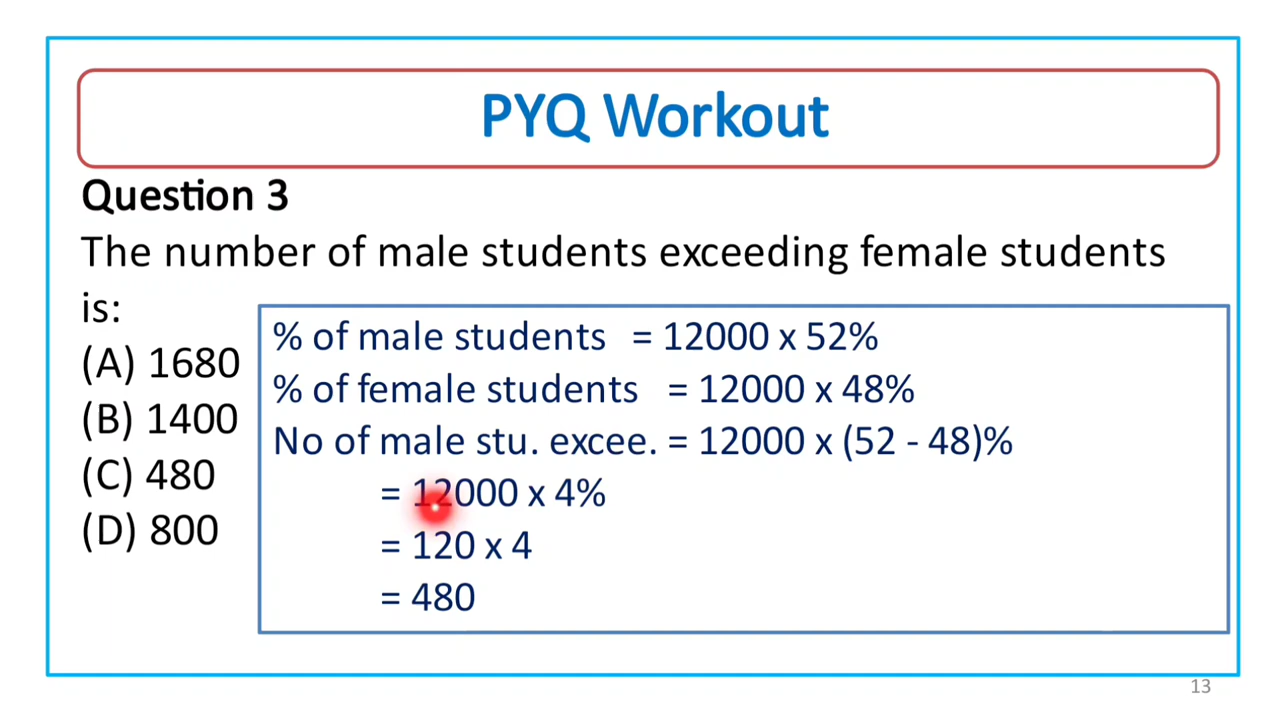 PYQ Workout
Question 3
The number of male students exceeding female students
is:
(A) 1680
(B) 1400
(C) 480
(D) 800
% of male students = 12000 x 52%
% of female students = 12000 x 48%
No of male stu. excee. = 12000 x (52 - 48)%
= 12000 x 4%
= 120 x 4
= 480
13